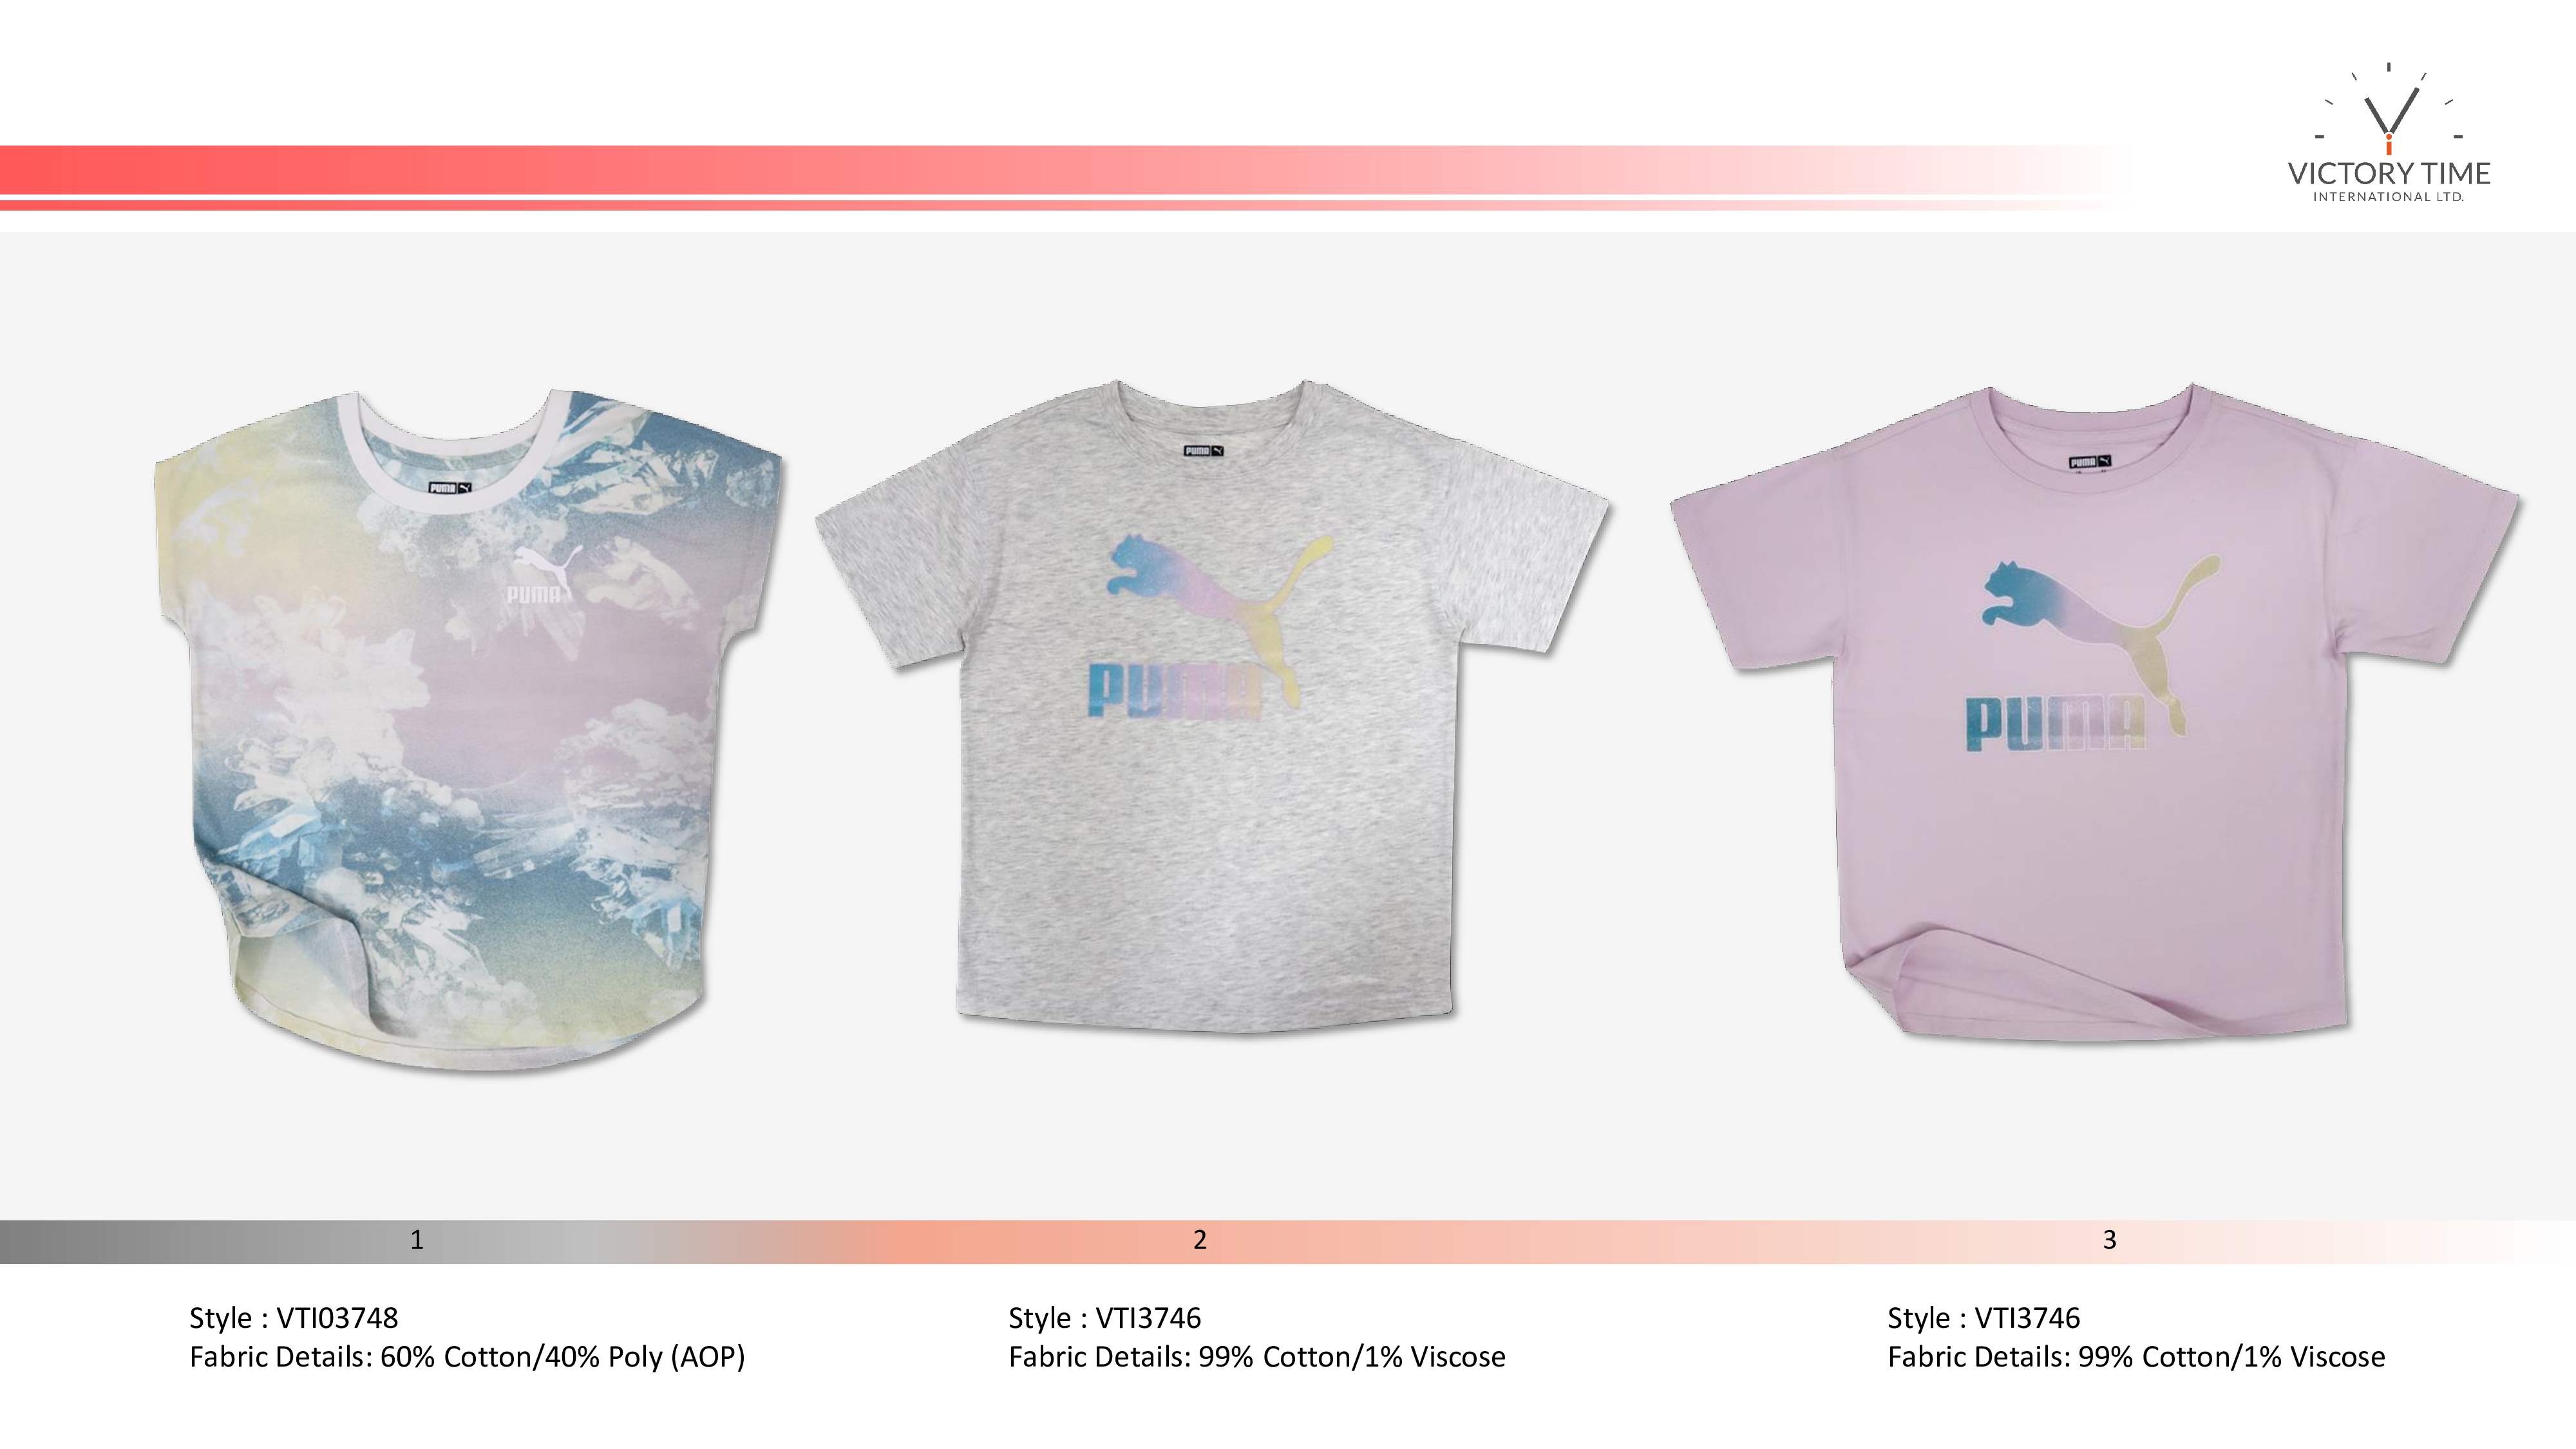 VICTORY TIME
INTERNATIONAL LTD.
PUMA
PUMA
PUMA
PUMA
PUMA
PUMA
1
2
3
Style : VTI03748
Fabric Details: 60% Cotton/40% Poly (AOP)
Style : VTI3746
Fabric Details: 99% Cotton/1% Viscose
Style : VTI3746
Fabric Details: 99% Cotton/1% Viscose